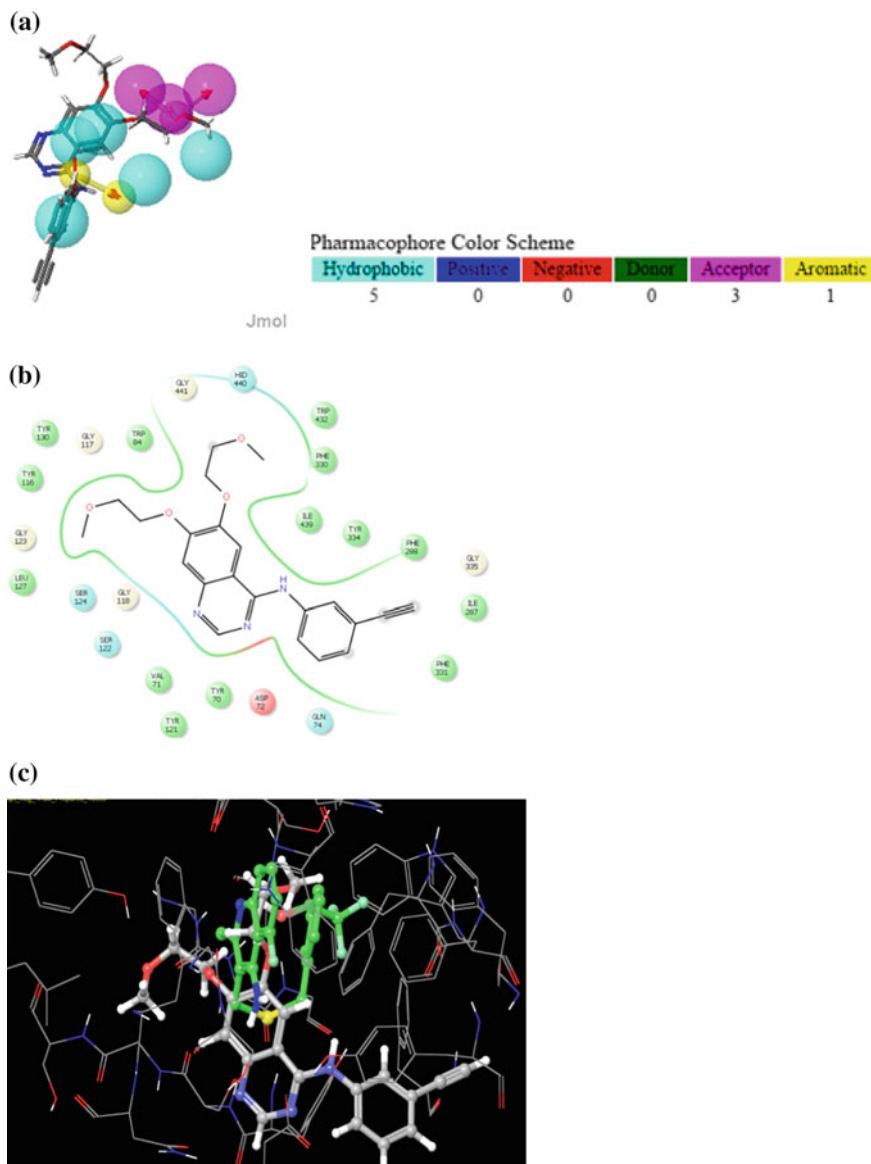 (a)
Pharmacophore Color Scheme
Hydrophobic Positive Negative Donor Acceptor Aromatic
5 0 0 0 3 1
Jmol
(b)
GLY 441
HID 440
TYR 130
GLY 117
TRP 84
TRP 432
PHE 330
TYR 116
ILE 439
TYR 334
PHE 288
GLY 123
GLY 335
LEU 127
SER 124
GLY 118
ILE 287
SER 122
PHE 331
VAL 71
TYR 70
ASP 72
GLN 74
TYR 121
O
O
O
O
H
N
N
N
(c)